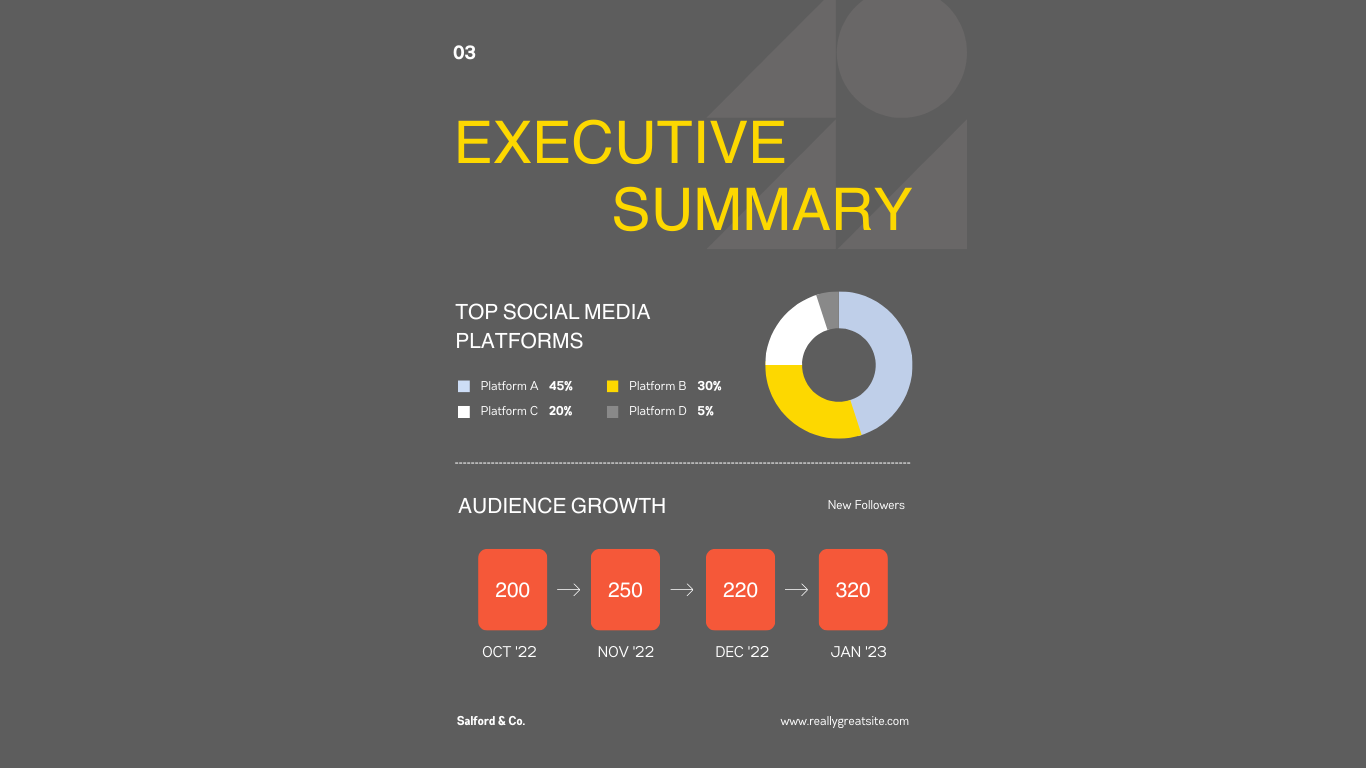 03
EXECUTIVE
SUMMARY
TOP SOCIAL MEDIA
PLATFORMS
Platform A 45% Platform B 30%
Platform C 20% Platform D 5%
AUDIENCE GROWTH New Followers
200 250 220 320
OCT '22 NOV '22 DEC '22 JAN '23
Salford & Co. www.reallygreatsite.com